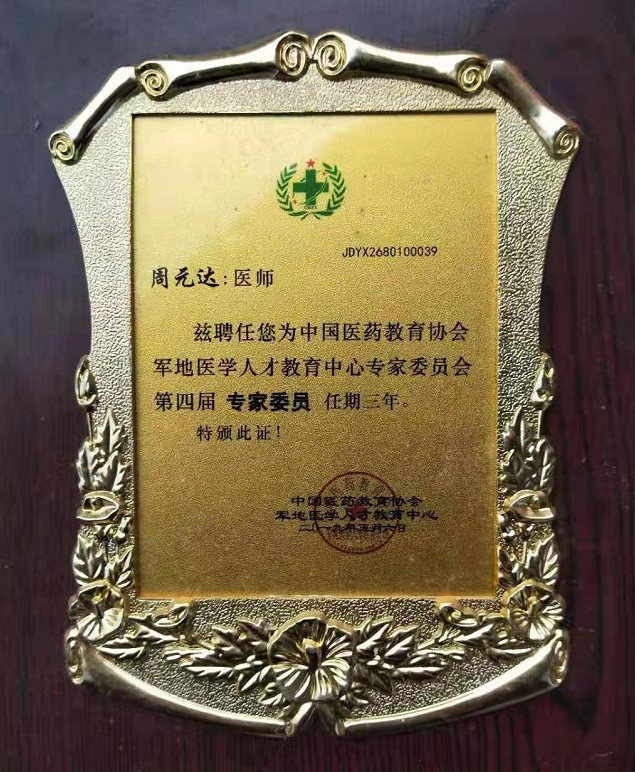 JDYX2680100039
周元达:医师
兹聘任您为中国医药教育协会
军地医学人才教育中心专家委员会
第四届 专家委员 任期三年。
特颁此证!
中国医药教育协会
军地医学人才教育中心
二〇一九年五月六日